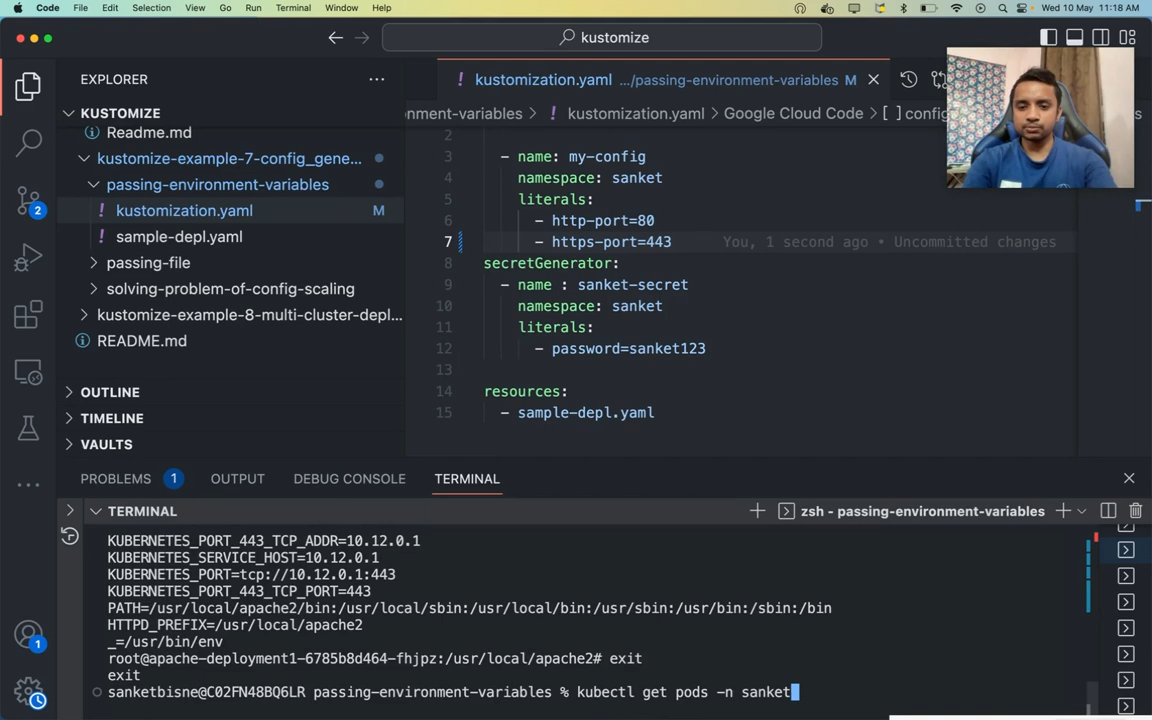 Code File Edit Selection View Go Run Terminal Window Help Wed 10 May 11:18 AM
kustomize
EXPLORER
KUSTOMIZE
Readme.md
kustomize-example-7-config_gene...
passing-environment-variables
kustomization.yaml M
sample-depl.yaml
passing-file
solving-problem-of-config-scaling
kustomize-example-8-multi-cluster-depl...
README.md
OUTLINE
TIMELINE
VAULTS
2
1
kustomization.yaml .../passing-environment-variables M
nment-variables > kustomization.yaml > Google Cloud Code > [ ] config
2
3 - name: my-config
4 namespace: sanket
5 literals:
6 - http-port=80
7 - https-port=443 You, 1 second ago • Uncommitted changes
8 secretGenerator:
9 - name : sanket-secret
10 namespace: sanket
11 literals:
12 - password=sanket123
13
14 resources:
15 - sample-depl.yaml
PROBLEMS 1 OUTPUT DEBUG CONSOLE TERMINAL
TERMINAL zsh - passing-environment-variables
KUBERNETES_PORT_443_TCP_ADDR=10.12.0.1
KUBERNETES_SERVICE_HOST=10.12.0.1
KUBERNETES_PORT=tcp://10.12.0.1:443
KUBERNETES_PORT_443_TCP_PORT=443
PATH=/usr/local/apache2/bin:/usr/local/sbin:/usr/local/bin:/usr/sbin:/usr/bin:/sbin:/bin
HTTPD_PREFIX=/usr/local/apache2
_=/usr/bin/env
root@apache-deployment1-6785b8d464-fhjpz:/usr/local/apache2# exit
exit
sanketbisne@C02FN48BQ6LR passing-environment-variables % kubectl get pods -n sanket